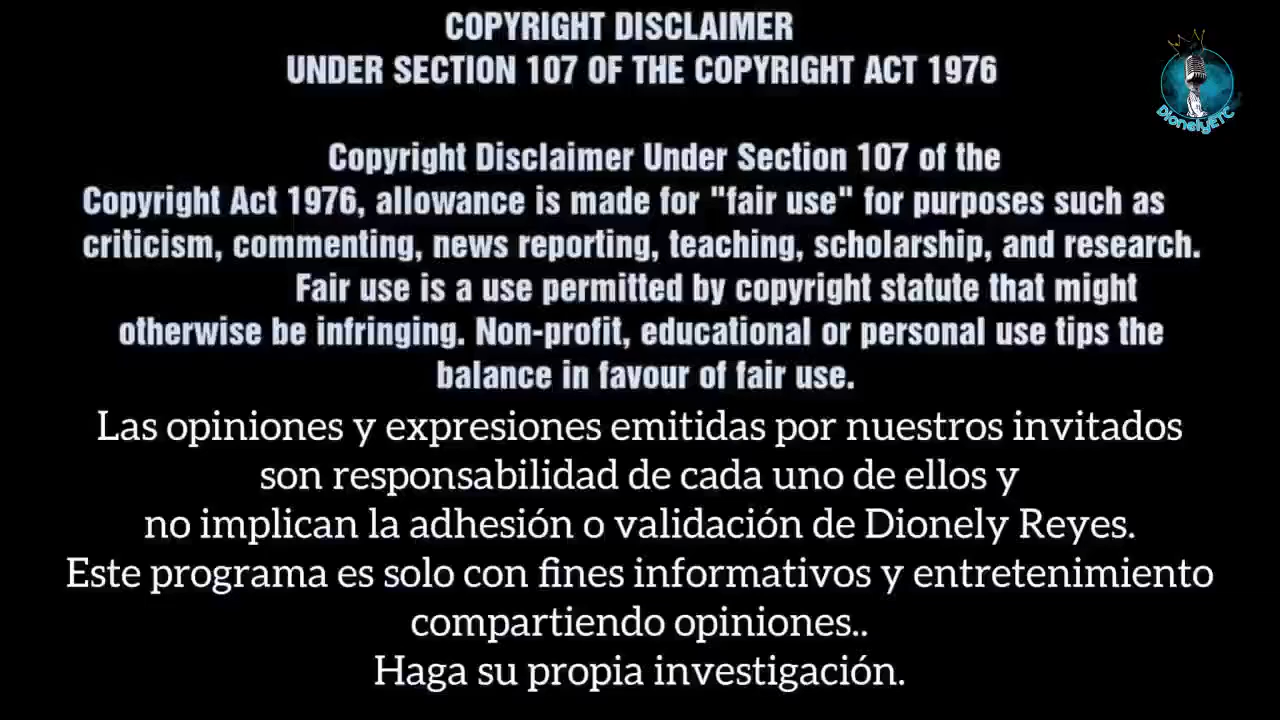 COPYRIGHT DISCLAIMER
UNDER SECTION 107 OF THE COPYRIGHT ACT 1976
DionelyETC
Copyright Disclaimer Under Section 107 of the
Copyright Act 1976, allowance is made for "fair use" for purposes such as
criticism, commenting, news reporting, teaching, scholarship, and research.
Fair use is a use permitted by copyright statute that might
otherwise be infringing. Non-profit, educational or personal use tips the
balance in favour of fair use.
Las opiniones y expresiones emitidas por nuestros invitados
son responsabilidad de cada uno de ellos y
no implican la adhesión o validación de Dionely Reyes.
Este programa es solo con fines informativos y entretenimiento
compartiendo opiniones..
Haga su propia investigación.